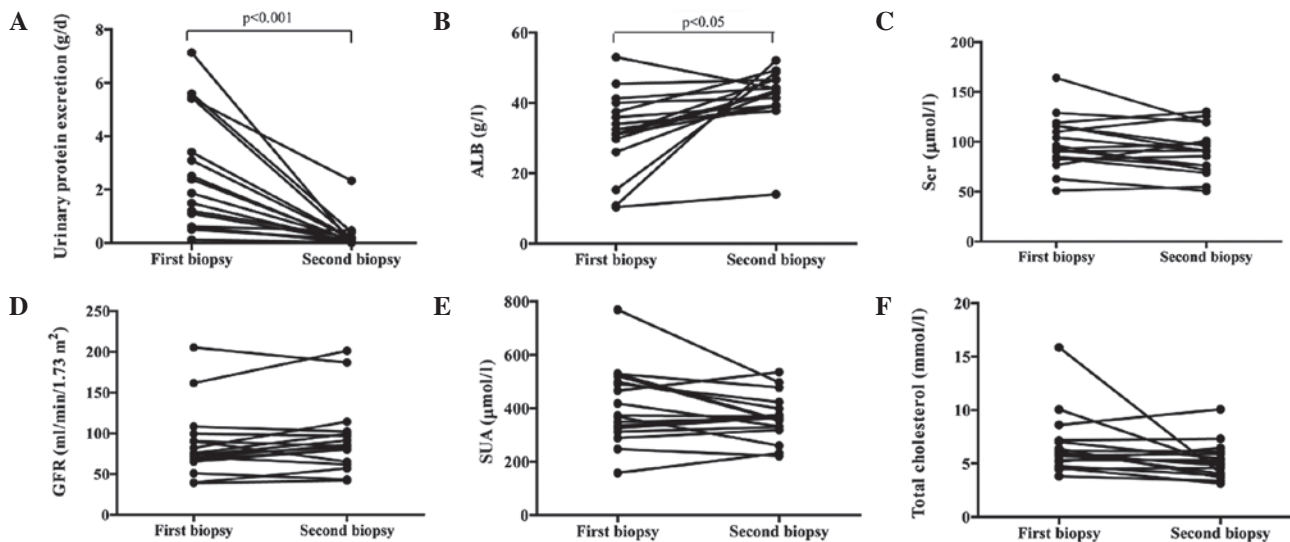 A
p<0.001
Urinary protein excretion (g/d)
8
6
4
2
0
First biopsy Second biopsy
B
p<0.05
ALB (g/l)
60
40
20
0
First biopsy Second biopsy
C
Scr (μmol/l)
200
150
100
50
0
First biopsy Second biopsy
D
GFR (ml/min/1.73 m²)
250
200
150
100
50
0
First biopsy Second biopsy
E
SUA (μmol/l)
800
600
400
200
0
First biopsy Second biopsy
F
Total cholesterol (mmol/l)
20
15
10
5
0
First biopsy Second biopsy